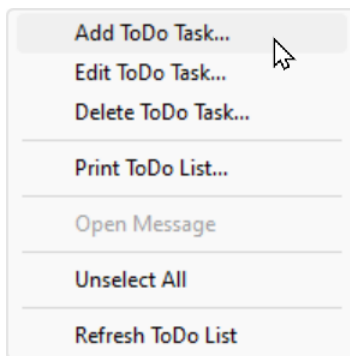 Add ToDo Task...
Edit ToDo Task...
Delete ToDo Task...
Print ToDo List...
Open Message
Unselect All
Refresh ToDo List